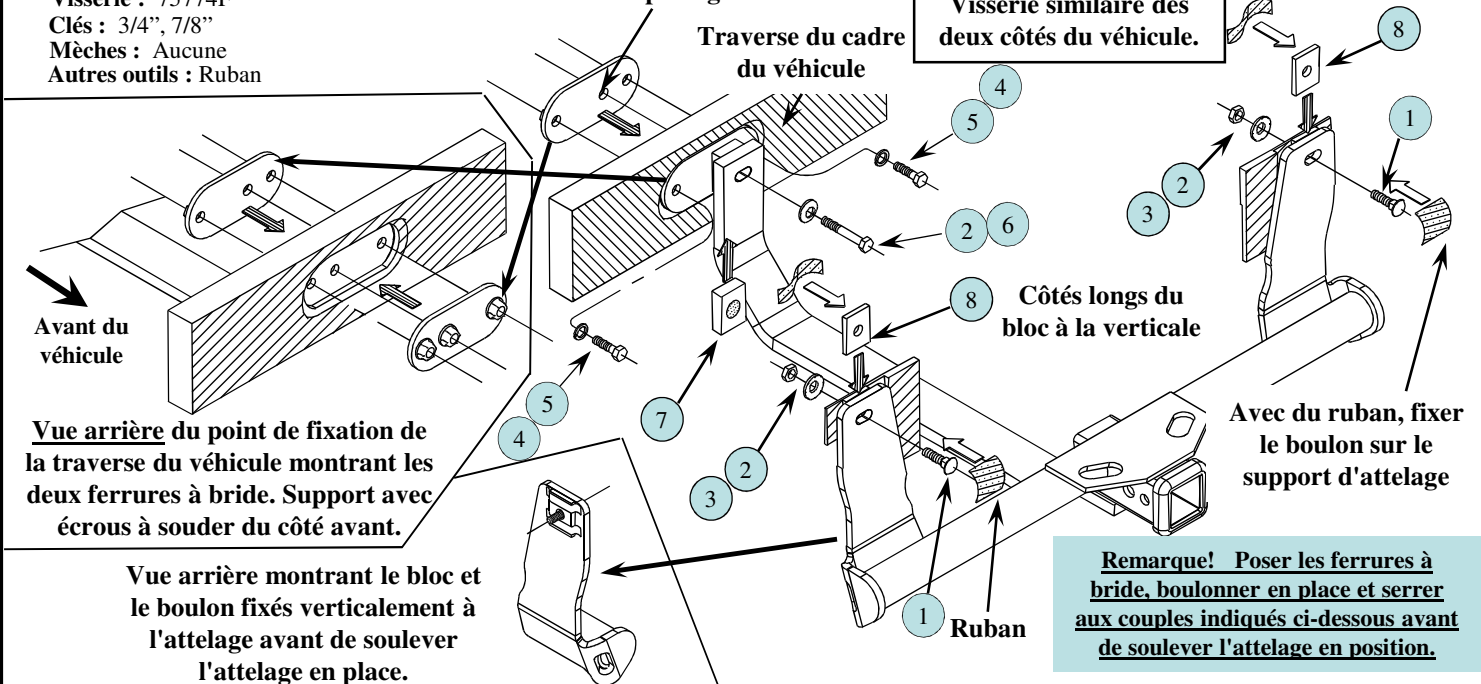 Clés : 3/4”, 7/8”
Mèches : Aucune
Autres outils : Ruban
Traverse du cadre
du véhicule
Visserie similaire des
deux côtés du véhicule.
8
4
5
1
2
3
2
6
Avant du
véhicule
8
Côtés longs du
bloc à la verticale
5
4
7
2
3
Vue arrière du point de fixation de
la traverse du véhicule montrant les
deux ferrures à bride. Support avec
écrous à souder du côté avant.
Avec du ruban, fixer
le boulon sur le
support d'attelage
Vue arrière montrant le bloc et
le boulon fixés verticalement à
l'attelage avant de soulever
l'attelage en place.
1
Ruban
Remarque! Poser les ferrures à
bride, boulonner en place et serrer
aux couples indiqués ci-dessous avant
de soulever l'attelage en position.